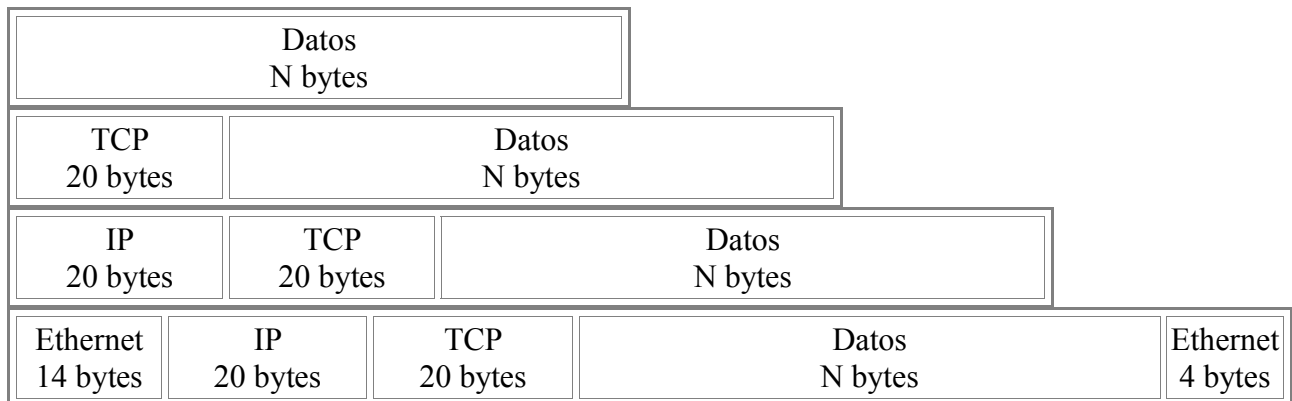 Datos
N bytes
TCP
20 bytes
Datos
N bytes
IP
20 bytes
TCP
20 bytes
Datos
N bytes
Ethernet
14 bytes
IP
20 bytes
TCP
20 bytes
Datos
N bytes
Ethernet
4 bytes